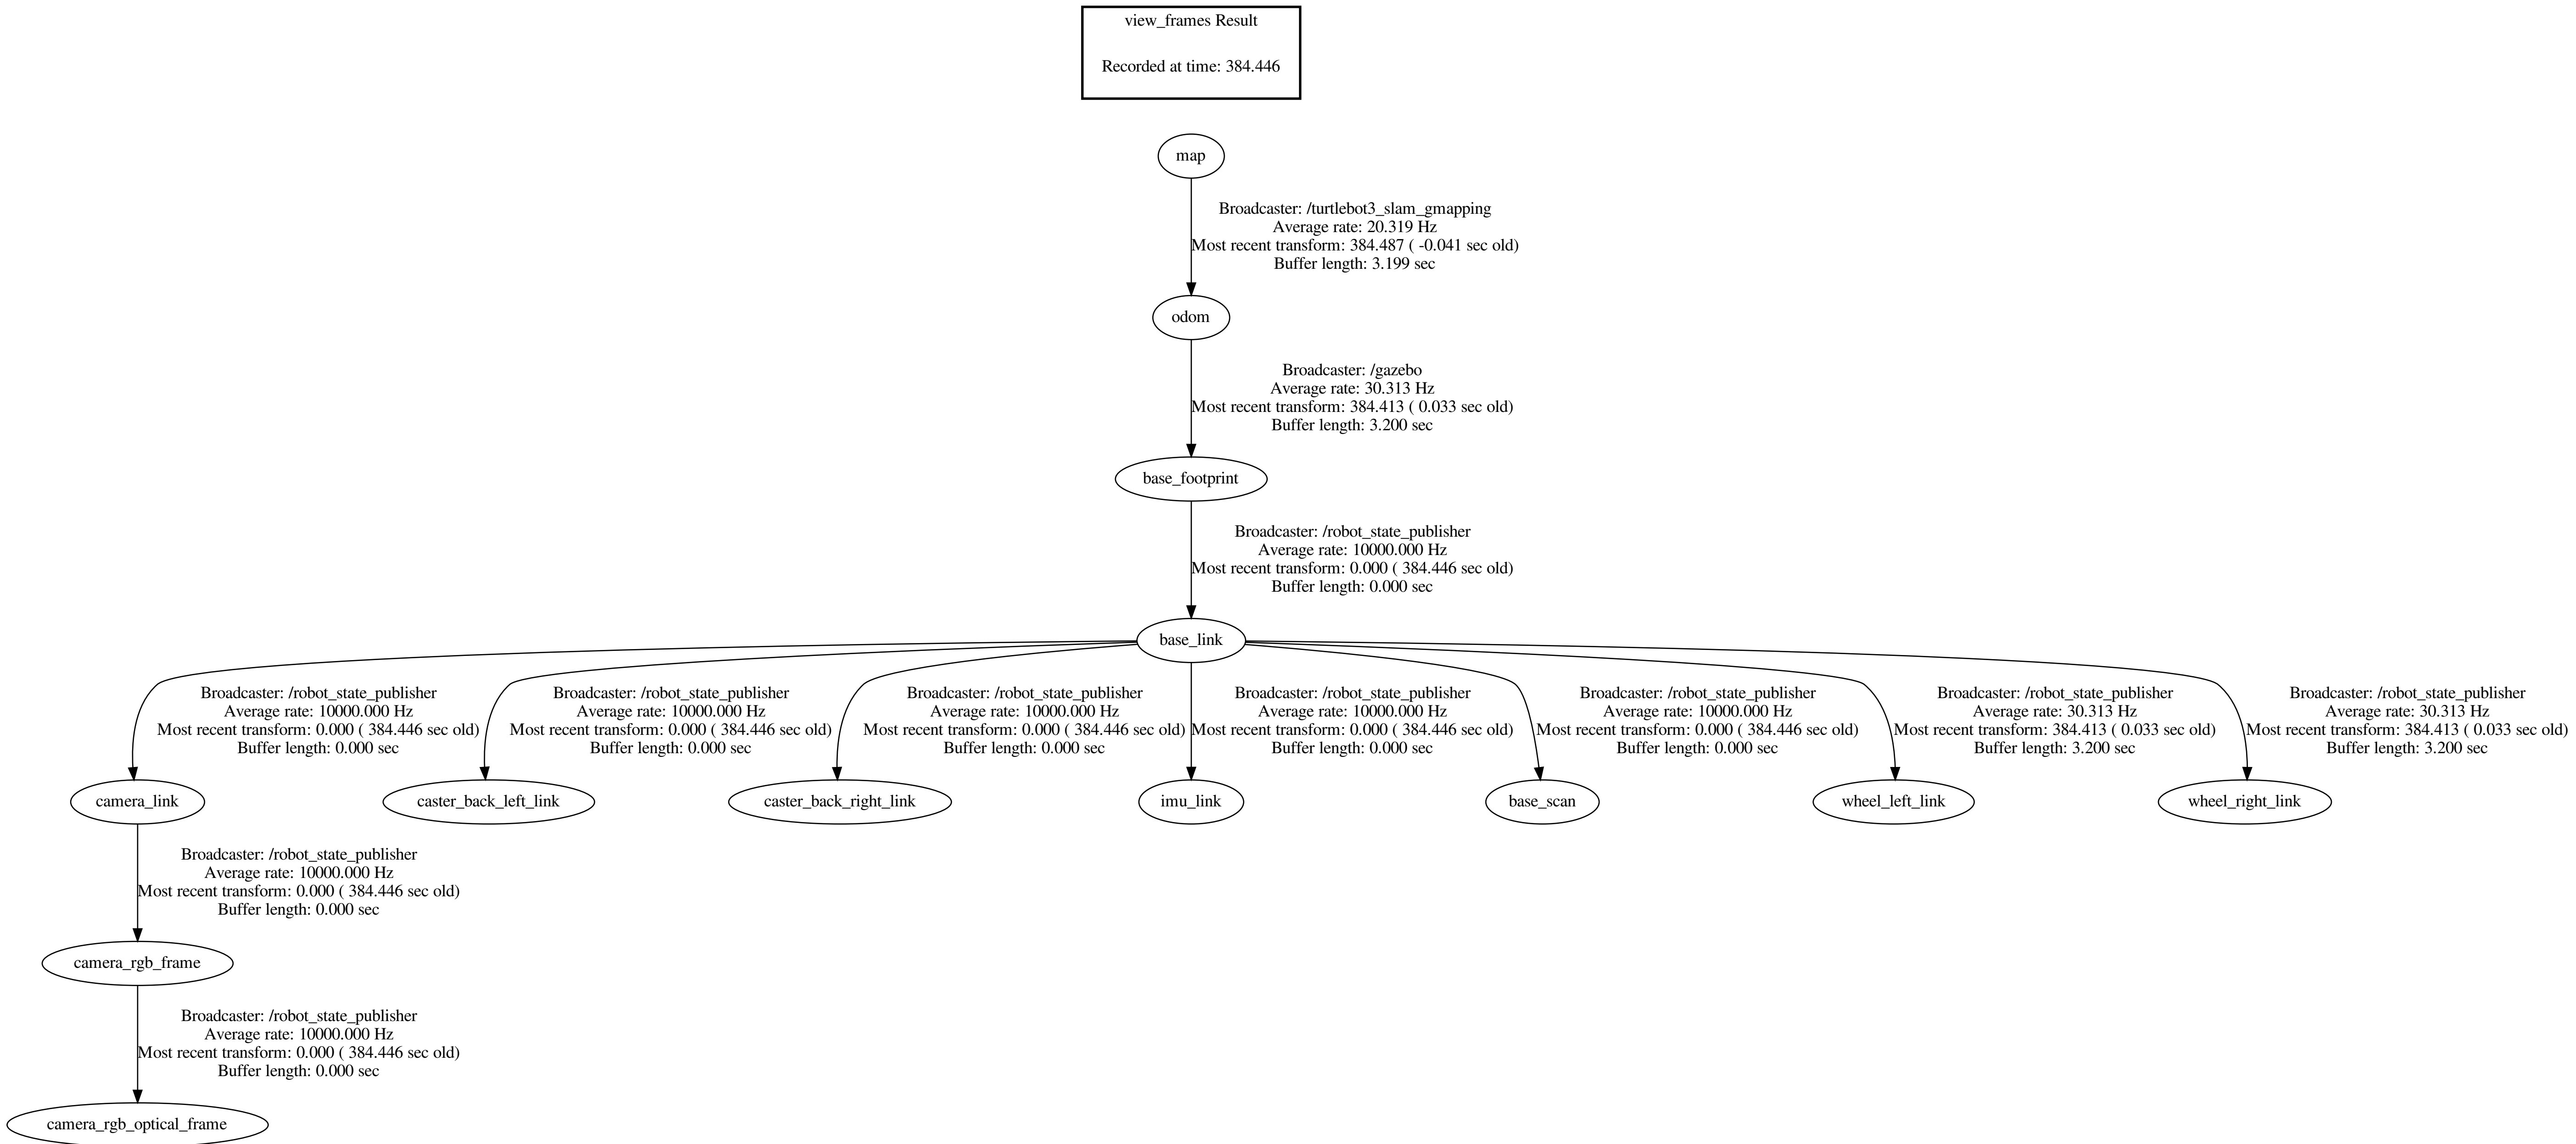 view_frames Result
Recorded at time: 384.446
map
Broadcaster: /turtlebot3_slam_gmapping
Average rate: 20.319 Hz
Most recent transform: 384.487 ( -0.041 sec old)
Buffer length: 3.199 sec
odom
Broadcaster: /gazebo
Average rate: 30.313 Hz
Most recent transform: 384.413 ( 0.033 sec old)
Buffer length: 3.200 sec
base_footprint
Broadcaster: /robot_state_publisher
Average rate: 10000.000 Hz
Most recent transform: 0.000 ( 384.446 sec old)
Buffer length: 0.000 sec
base_link
Broadcaster: /robot_state_publisher
Average rate: 10000.000 Hz
Most recent transform: 0.000 ( 384.446 sec old)
Buffer length: 0.000 sec
Broadcaster: /robot_state_publisher
Average rate: 10000.000 Hz
Most recent transform: 0.000 ( 384.446 sec old)
Buffer length: 0.000 sec
Broadcaster: /robot_state_publisher
Average rate: 10000.000 Hz
Most recent transform: 0.000 ( 384.446 sec old)
Buffer length: 0.000 sec
Broadcaster: /robot_state_publisher
Average rate: 10000.000 Hz
Most recent transform: 0.000 ( 384.446 sec old)
Buffer length: 0.000 sec
Broadcaster: /robot_state_publisher
Average rate: 10000.000 Hz
Most recent transform: 0.000 ( 384.446 sec old)
Buffer length: 0.000 sec
Broadcaster: /robot_state_publisher
Average rate: 30.313 Hz
Most recent transform: 384.413 ( 0.033 sec old)
Buffer length: 3.200 sec
Broadcaster: /robot_state_publisher
Average rate: 30.313 Hz
Most recent transform: 384.413 ( 0.033 sec old)
Buffer length: 3.200 sec
camera_link
caster_back_left_link
caster_back_right_link
imu_link
base_scan
wheel_left_link
wheel_right_link
Broadcaster: /robot_state_publisher
Average rate: 10000.000 Hz
Most recent transform: 0.000 ( 384.446 sec old)
Buffer length: 0.000 sec
camera_rgb_frame
Broadcaster: /robot_state_publisher
Average rate: 10000.000 Hz
Most recent transform: 0.000 ( 384.446 sec old)
Buffer length: 0.000 sec
camera_rgb_optical_frame